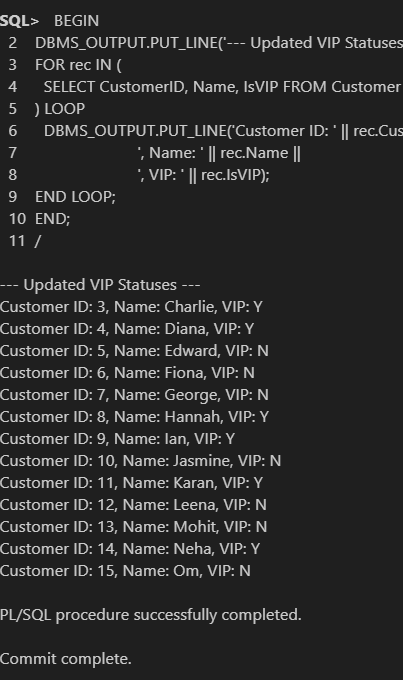 SQL> BEGIN
2 DBMS_OUTPUT.PUT_LINE('--- Updated VIP Statuses
3 FOR rec IN (
4 SELECT CustomerID, Name, IsVIP FROM Customer
5 ) LOOP
6 DBMS_OUTPUT.PUT_LINE('Customer ID: ' || rec.Cus
7 ', Name: ' || rec.Name ||
8 ', VIP: ' || rec.IsVIP);
9 END LOOP;
10 END;
11 /
--- Updated VIP Statuses ---
Customer ID: 3, Name: Charlie, VIP: Y
Customer ID: 4, Name: Diana, VIP: Y
Customer ID: 5, Name: Edward, VIP: N
Customer ID: 6, Name: Fiona, VIP: N
Customer ID: 7, Name: George, VIP: N
Customer ID: 8, Name: Hannah, VIP: Y
Customer ID: 9, Name: Ian, VIP: Y
Customer ID: 10, Name: Jasmine, VIP: N
Customer ID: 11, Name: Karan, VIP: Y
Customer ID: 12, Name: Leena, VIP: N
Customer ID: 13, Name: Mohit, VIP: N
Customer ID: 14, Name: Neha, VIP: Y
Customer ID: 15, Name: Om, VIP: N
PL/SQL procedure successfully completed.
Commit complete.